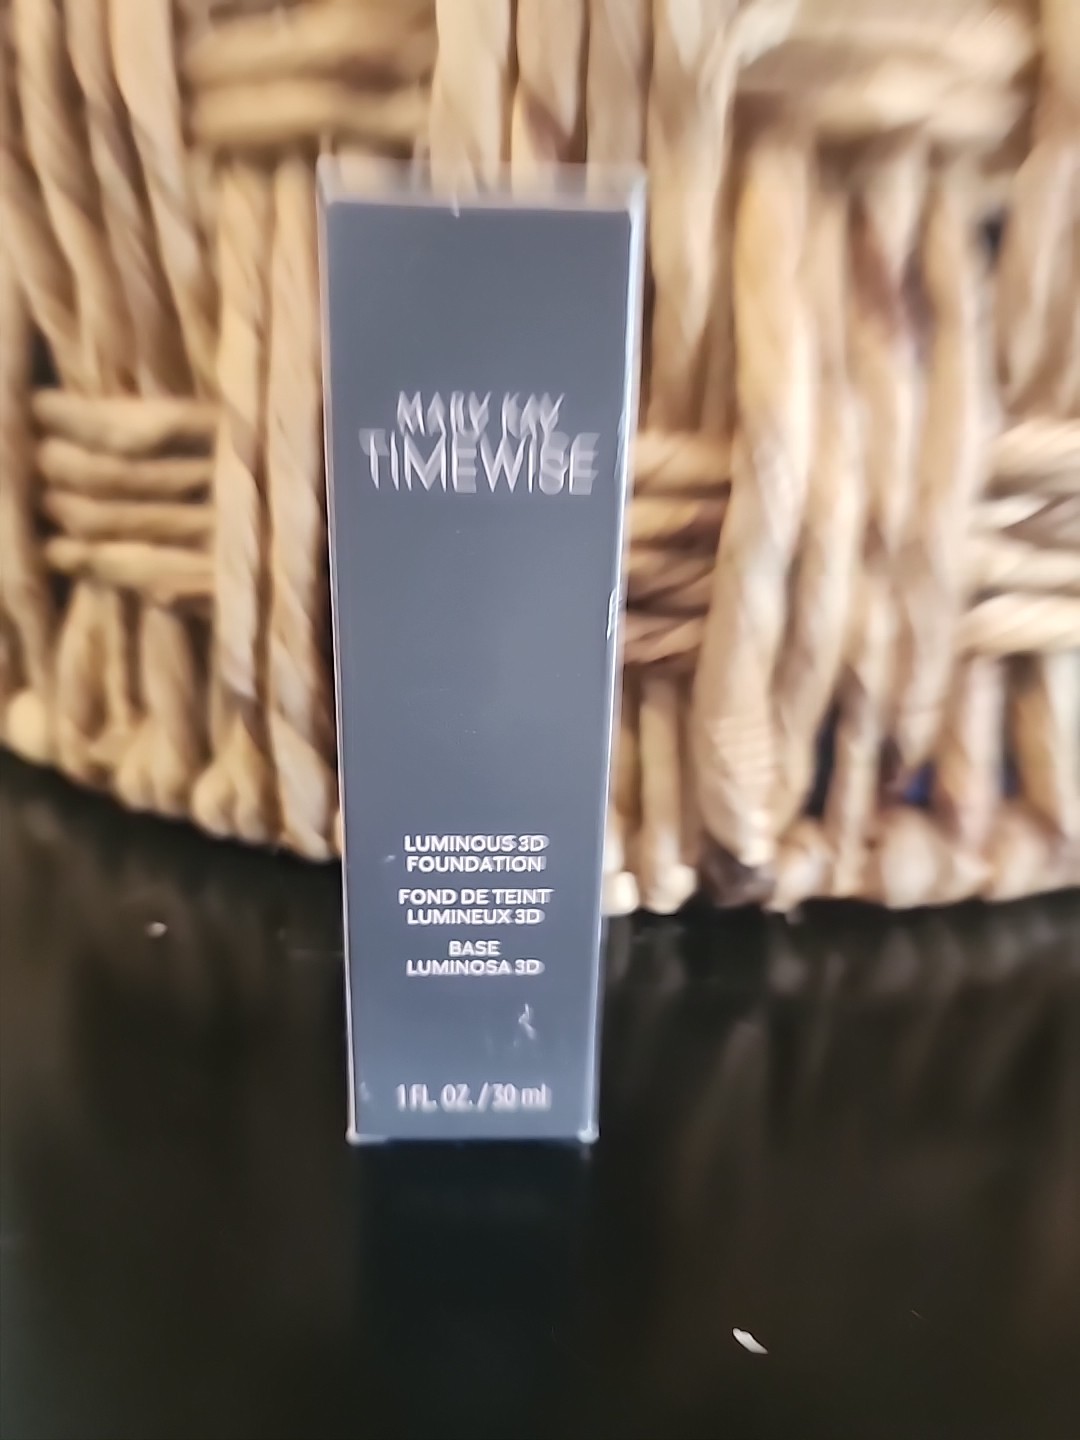 MARY KAY
TIMEWISE
LUMINOUS 3D
FOUNDATION
FOND DE TEINT
LUMINEUX 3D
BASE
LUMINOSA 3D
1 FL. OZ. / 30 ml